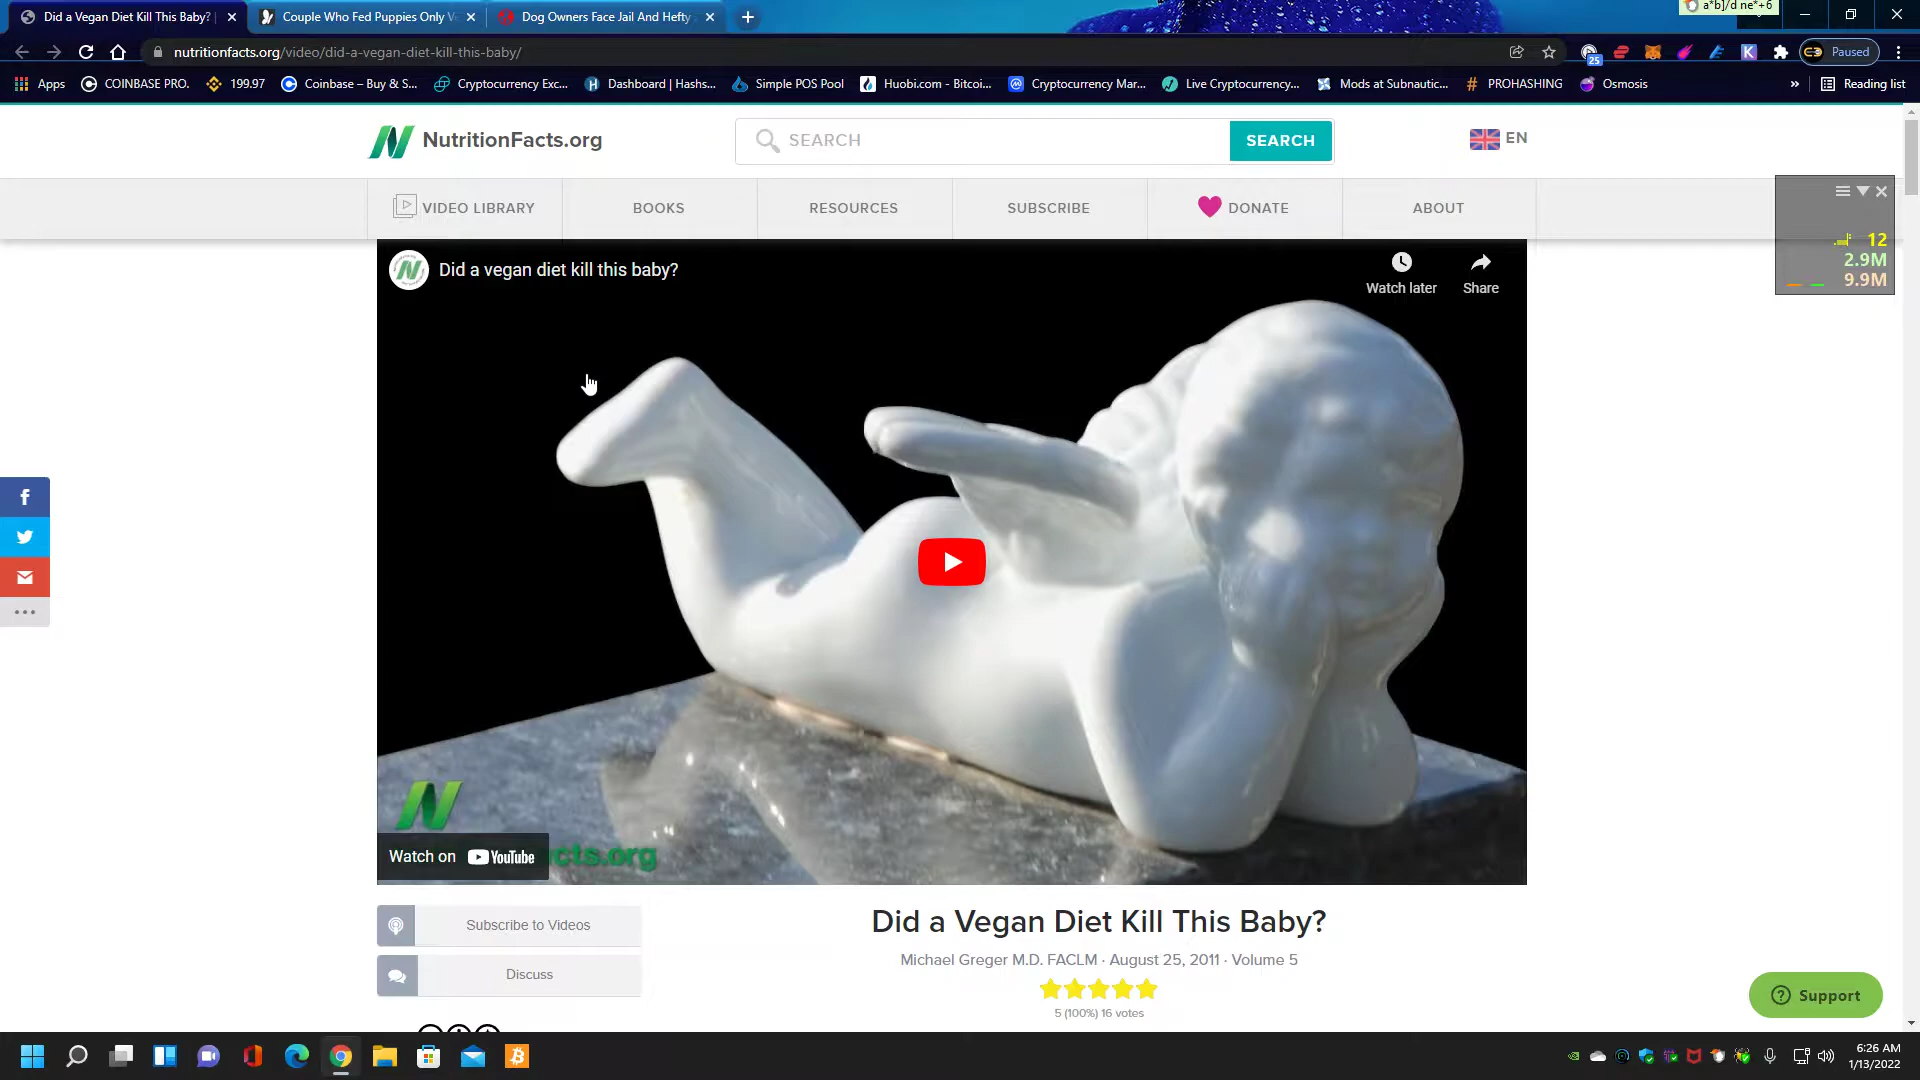 Did a Vegan Diet Kill This Baby? |
Couple Who Fed Puppies Only V
Dog Owners Face Jail And Hefty
a*b]/d ne*+6
nutritionfacts.org/video/did-a-vegan-diet-kill-this-baby/
25
Paused
Apps
COINBASE PRO.
199.97
Coinbase – Buy & S...
Cryptocurrency Exc...
Dashboard | Hashs...
Simple POS Pool
Huobi.com - Bitcoi...
Cryptocurrency Mar...
Live Cryptocurrency...
Mods at Subnautic...
PROHASHING
Osmosis
»
Reading list
NutritionFacts.org
SEARCH
SEARCH
EN
VIDEO LIBRARY
BOOKS
RESOURCES
SUBSCRIBE
DONATE
ABOUT
12
2.9M
9.9M
Did a vegan diet kill this baby?
Watch later
Share
Watch on YouTube
cts.org
Subscribe to Videos
Discuss
Did a Vegan Diet Kill This Baby?
Michael Greger M.D. FACLM · August 25, 2011 · Volume 5
5 (100%) 16 votes
Support
6:26 AM
1/13/2022